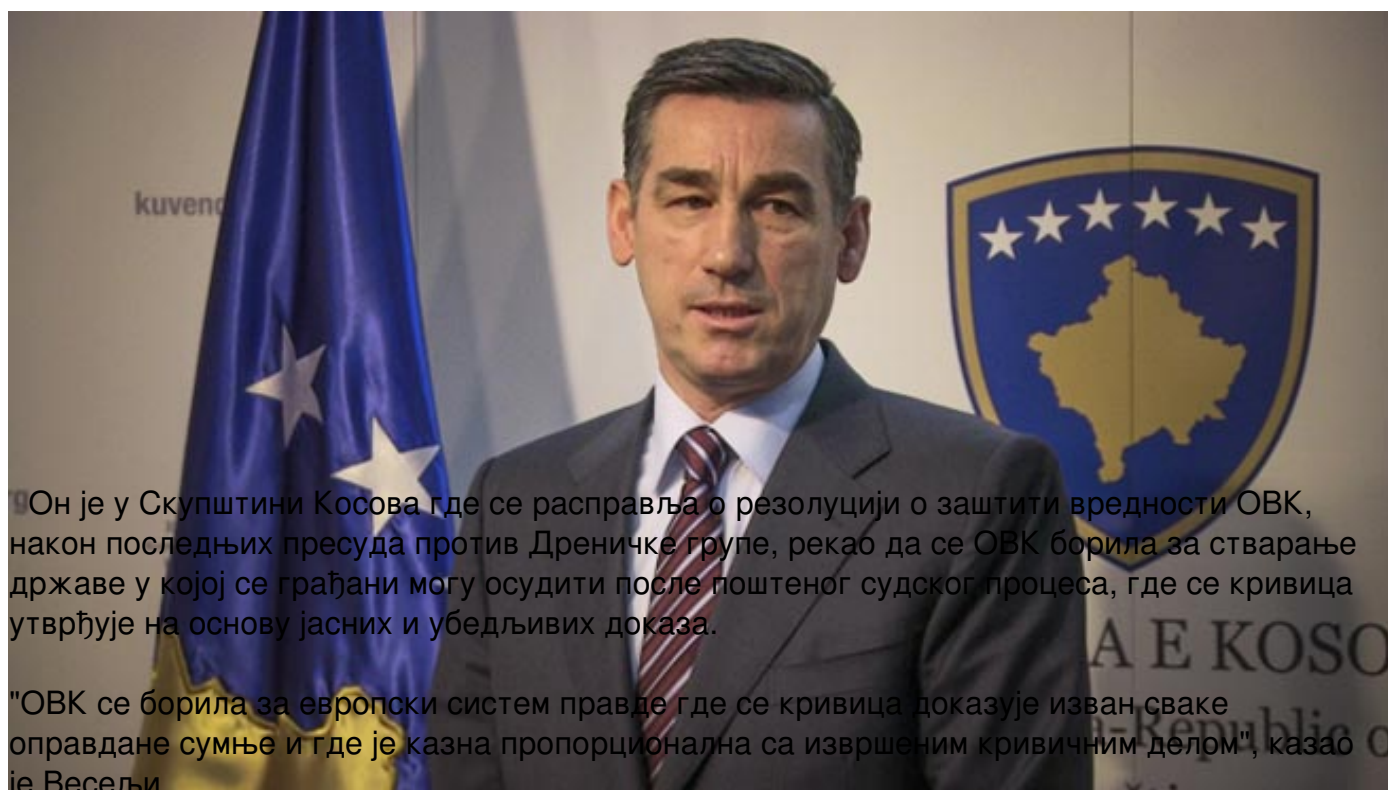 kuvend
rg
Он је у Скупштини Косова где се расправља о резолуцији о заштити вредности ОВК,
након последњих пресуда против Дреничке групе, рекао да се ОВК борила за стварање
државе у којој се грађани могу осудити после поштеног судског процеса, где се кривица
утврђује на основу јасних и убедљивих доказа.
"ОВК се борила за европски систем правде где се кривица доказује изван сваке
оправдане сумње и где је казна пропорционална са извршеним кривичним делом", казао
је Весељи
A E KOSO
-Republic o